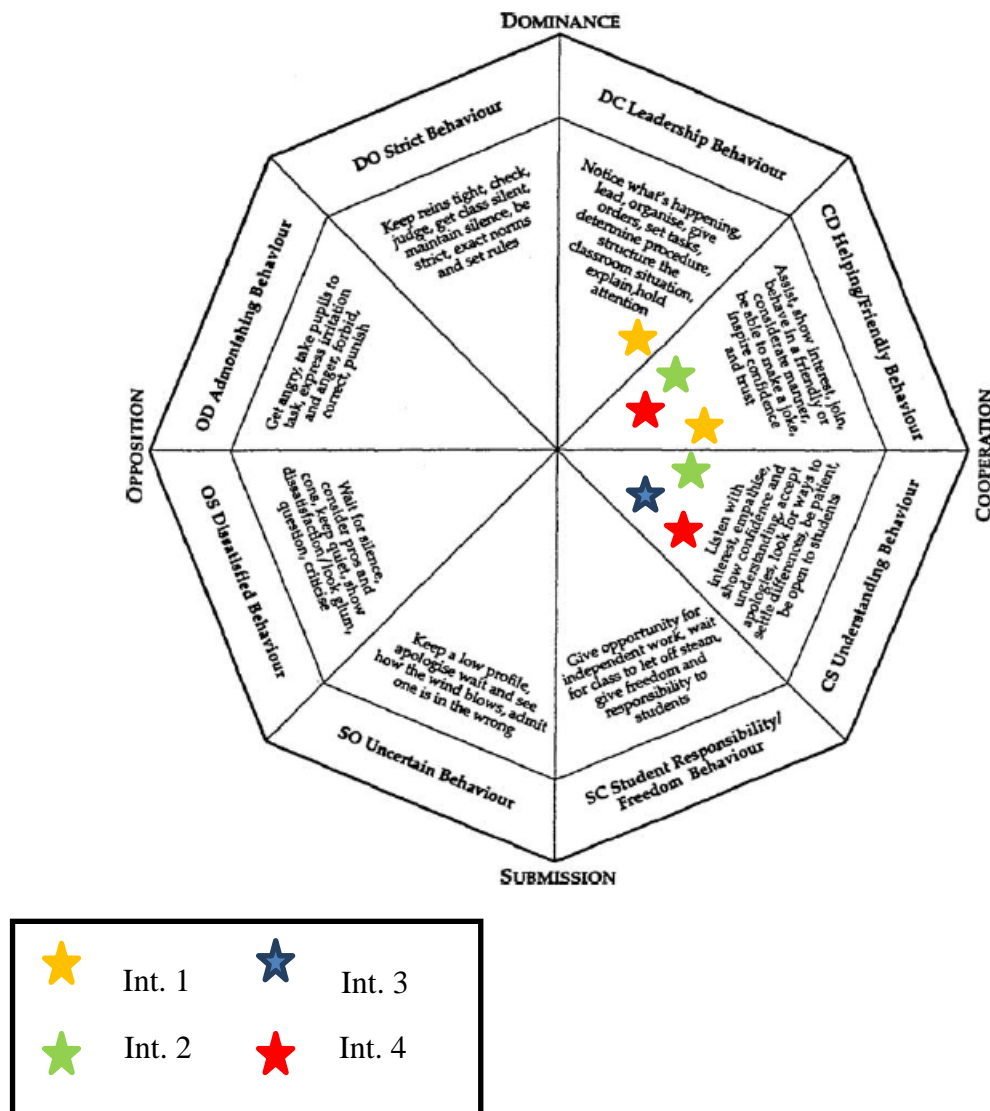 DOMINANCE
DC Leadership Behaviour
Notice what's happening,
lead, organise, give
orders, set tasks,
determine procedure,
structure the
classroom situation,
explain, hold
attention
CD Helping/Friendly Behaviour
Assist, show interest, join,
behave in a friendly or
considerate manner,
be able to make a joke,
inspire confidence
and trust
COOPERATION
CS Understanding Behaviour
Listen with
interest, empathise,
show confidence and
understanding, accept
apologies, look for ways to
settle differences, be patient,
be open to students
SC Student Responsibility/
Freedom Behaviour
Give opportunity for
independent work, wait
for class to let off steam,
give freedom and
responsibility to
students
SUBMISSION
SO Uncertain Behaviour
Keep a low profile,
apologise wait and see
how the wind blows, admit
one is in the wrong
OS Dissatisfied Behaviour
Wait for silence,
consider pros and
cons, keep quiet, show
dissatisfaction/look glum,
question, criticise
OPPOSITION
OD Admonishing Behaviour
Get angry, take pupils to
task, express irritation
and anger, forbid,
correct, punish
DO Strict Behaviour
Keep reins tight, check,
judge, get class silent,
maintain silence, be
strict, exact norms
and set rules
Int. 1
Int. 3
Int. 2
Int. 4